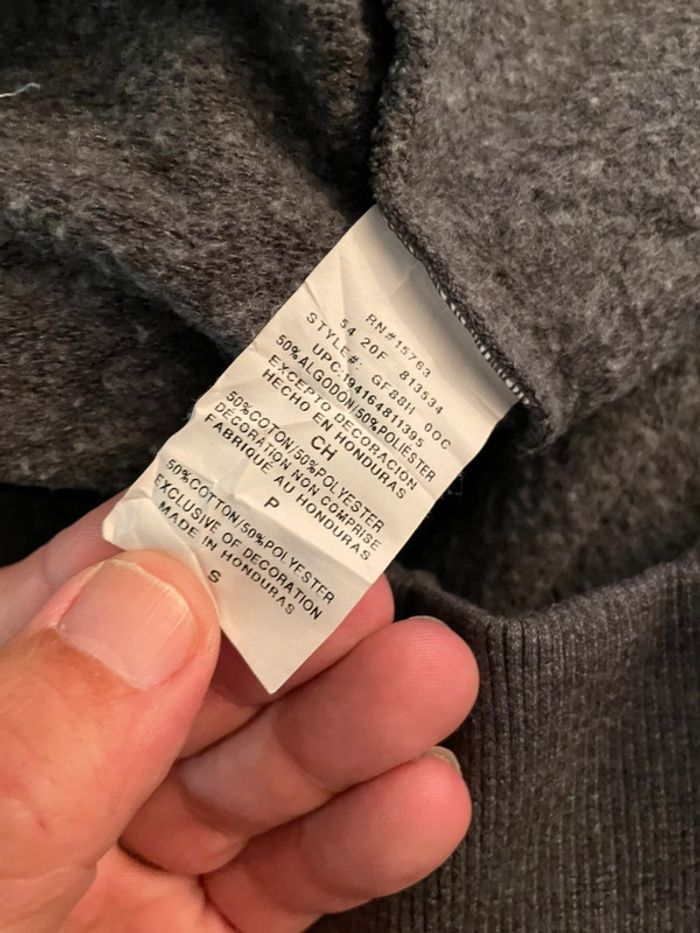 RN#15763
54 20F 813534
STYLE#: GF88H 00C
UPC:194164811395
50%ALGODON/50%POLIÉSTER
EXCEPTO DECORACION
HECHO EN HONDURAS
CH
50%COTON/50%POLYESTER
DÉCORATION NON COMPRISE
FABRIQUÉ AU HONDURAS
P
50%COTTON/50%POLYESTER
EXCLUSIVE OF DECORATION
MADE IN HONDURAS
S